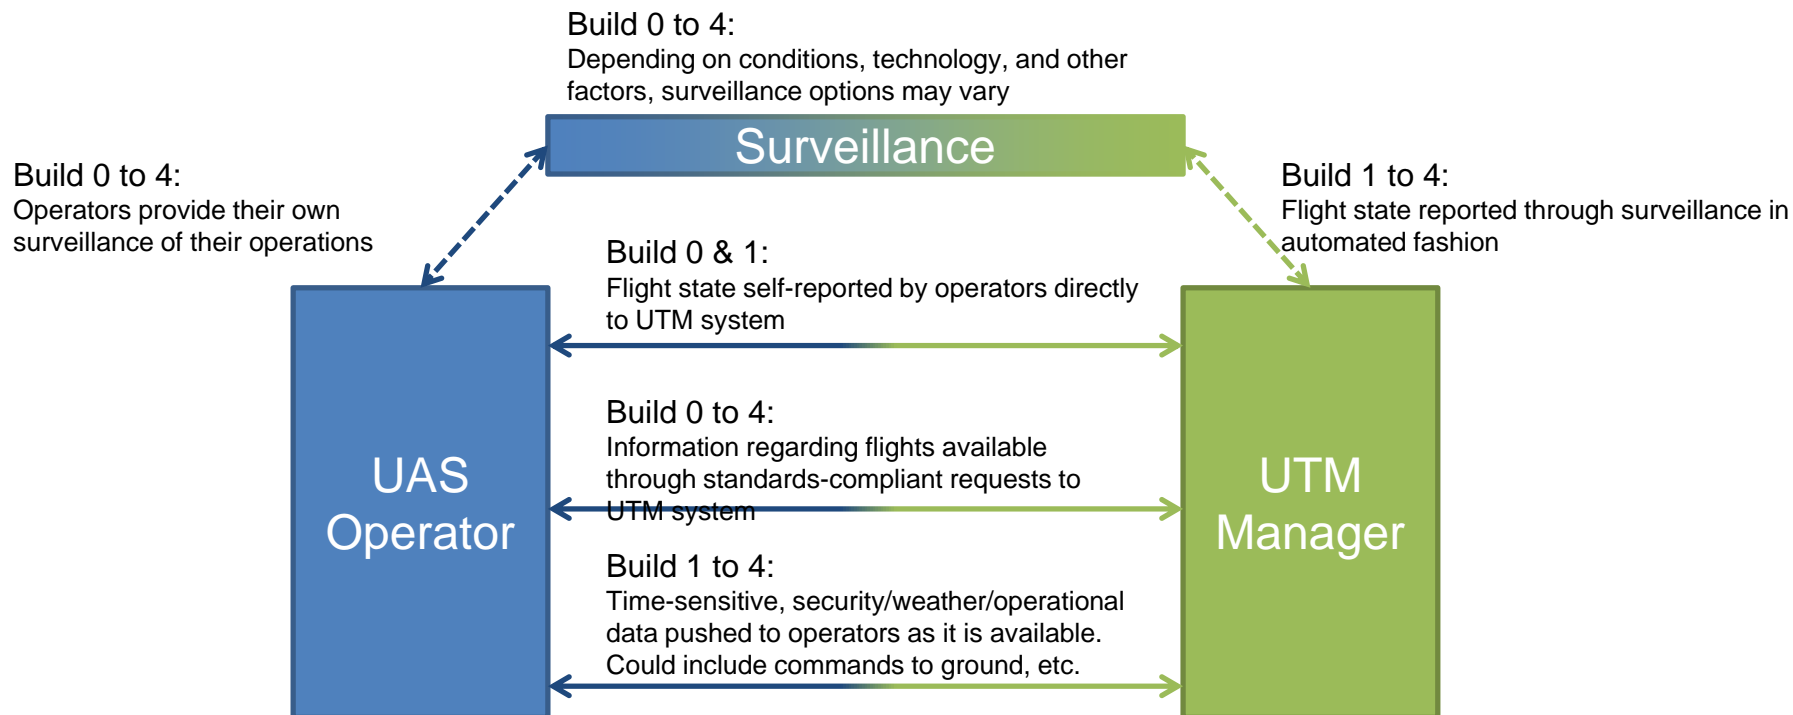 Build 0 to 4:
Depending on conditions, technology, and other
factors, surveillance options may vary
Surveillance
Build 0 to 4:
Operators provide their own
surveillance of their operations
Build 1 to 4:
Flight state reported through surveillance in
automated fashion
Build 0 & 1:
Flight state self-reported by operators directly
to UTM system
Build 0 to 4:
Information regarding flights available
through standards-compliant requests to
UTM system
UAS
Operator
UTM
Manager
Build 1 to 4:
Time-sensitive, security/weather/operational
data pushed to operators as it is available.
Could include commands to ground, etc.